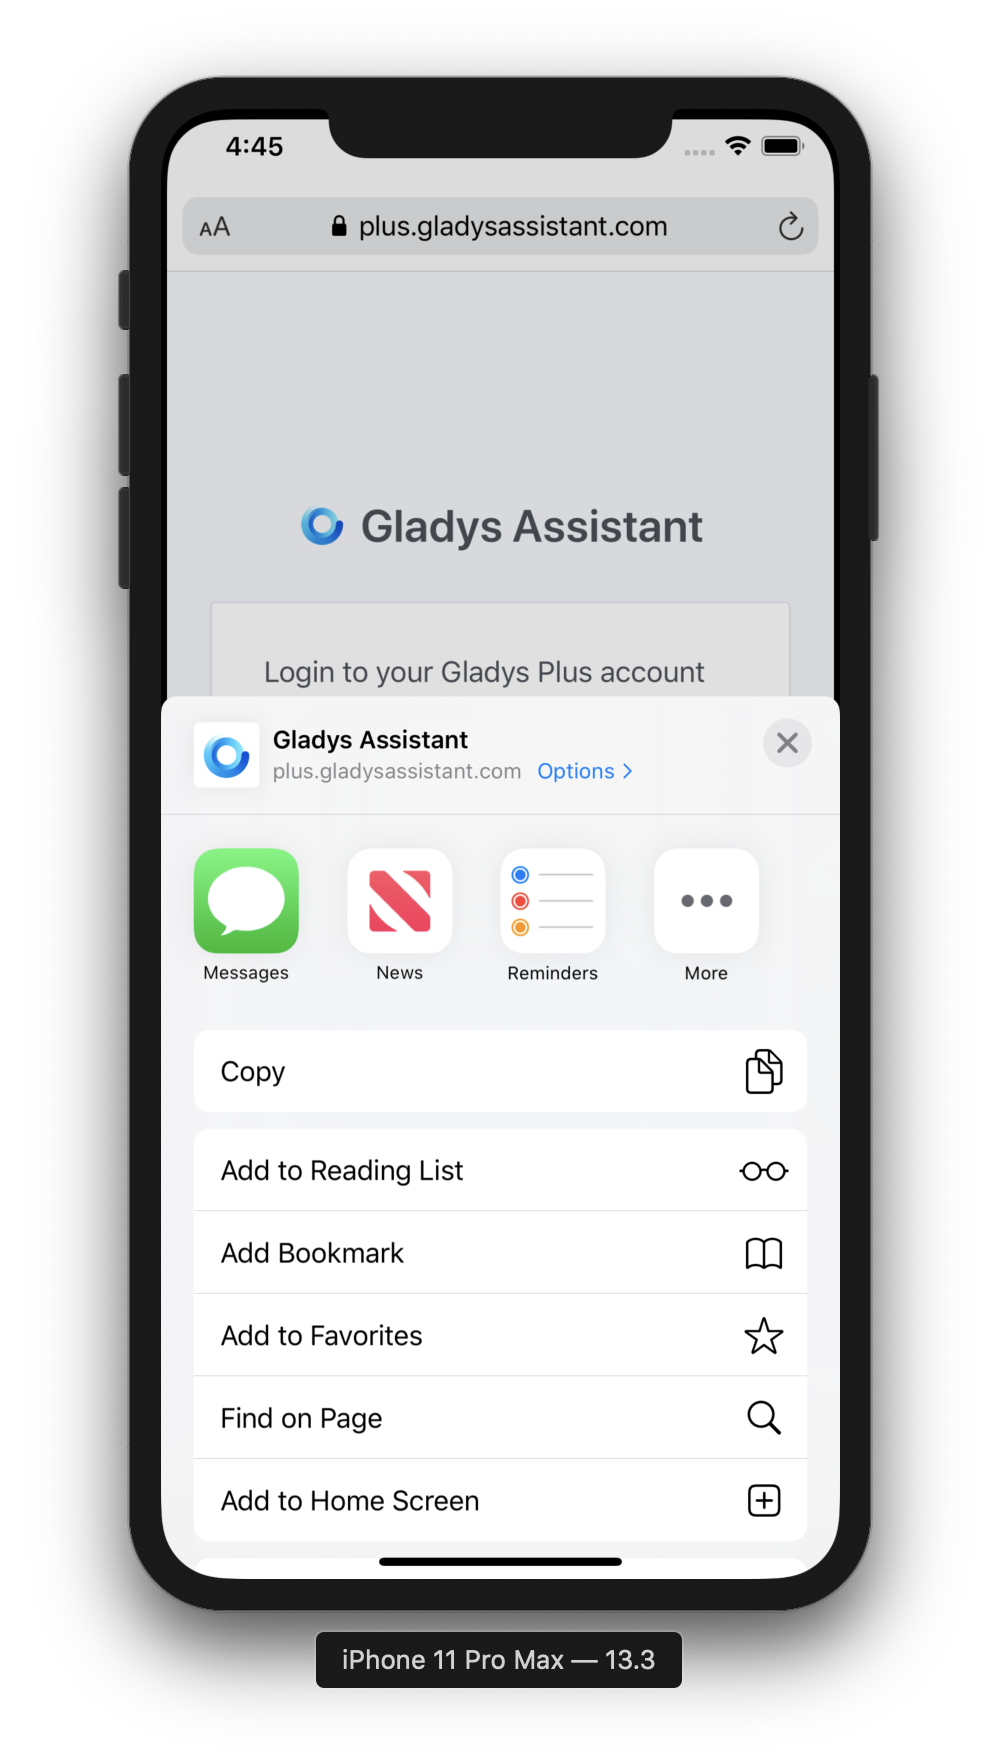 4:45
AA plus.gladysassistant.com
Gladys Assistant
Login to your Gladys Plus account
Gladys Assistant
plus.gladysassistant.com Options >
Messages News Reminders More
Copy
Add to Reading List
Add Bookmark
Add to Favorites
Find on Page
Add to Home Screen
iPhone 11 Pro Max — 13.3